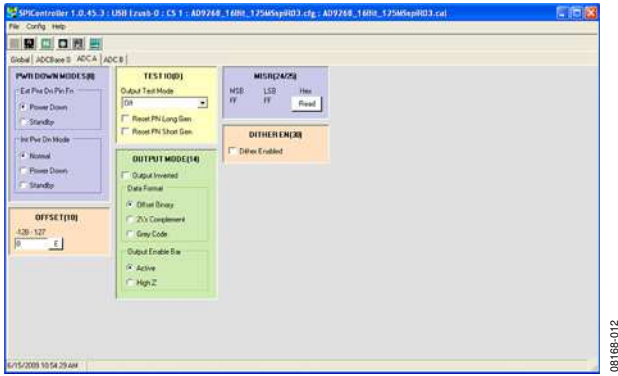 SPIController 1.0.45.3 : USB Ezusb-0 : CS 1 : AD9268_16Bit_125MSspiR03.cfg : AD9268_16Bit_125MSspiR03.cal
File Config Help
Global ADCBase 0 ADC A ADC B
PWR DOWN MODES(8)
Ext Pwr Dn Pin Fn
Power Down
Standby
Int Pwr Dn Mode
Normal
Power Down
Standby
OFFSET(10)
-128 - 127
0 E
TEST IO(D)
Output Test Mode
Off
Reset PN Long Gen
Reset PN Short Gen
OUTPUT MODE(14)
Output Inverted
Data Format
Offset Binary
2\'s Complement
Gray Code
Output Enable Bar
Active
High Z
MISR(24/25)
MSB LSB Hex
FF FF Read
DITHER EN(30)
Dither Enabled
6/15/2009 10:54:29 AM
08168-012